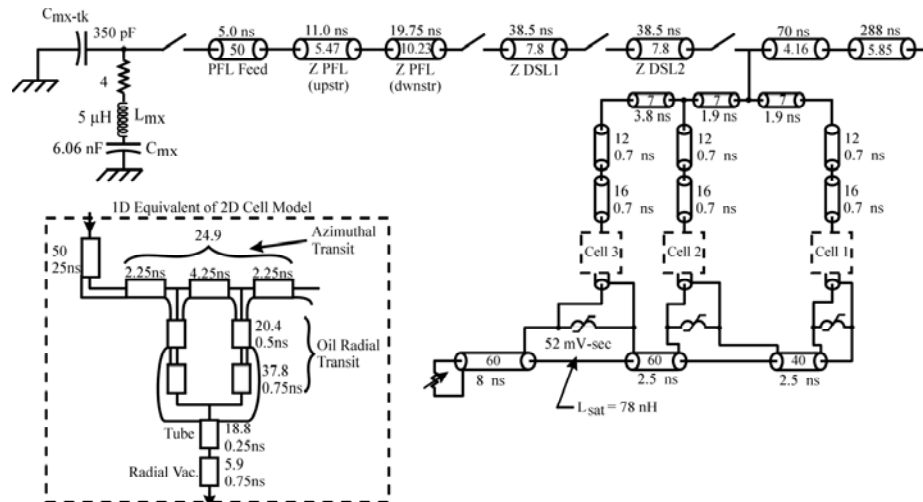 Cmx-tk
350 pF
4
5 μH
Lmx
6.06 nF
Cmx
5.0 ns
50
PFL Feed
11.0 ns
5.47
Z PFL
(upstr)
19.75 ns
10.23
Z PFL
(dwnstr)
38.5 ns
7.8
Z DSL1
38.5 ns
7.8
Z DSL2
70 ns
4.16
288 ns
5.85
7
3.8 ns
7
1.9 ns
7
1.9 ns
12
0.7 ns
12
0.7 ns
12
0.7 ns
16
0.7 ns
16
0.7 ns
16
0.7 ns
Cell 3
Cell 2
Cell 1
52 mV-sec
60
8 ns
60
2.5 ns
40
2.5 ns
Lsat = 78 nH
1D Equivalent of 2D Cell Model
24.9
Azimuthal
Transit
50
25ns
2.25ns
4.25ns
2.25ns
20.4
0.5ns
Oil Radial
Transit
37.8
0.75ns
Tube
18.8
0.25ns
Radial Vac.
5.9
0.75ns